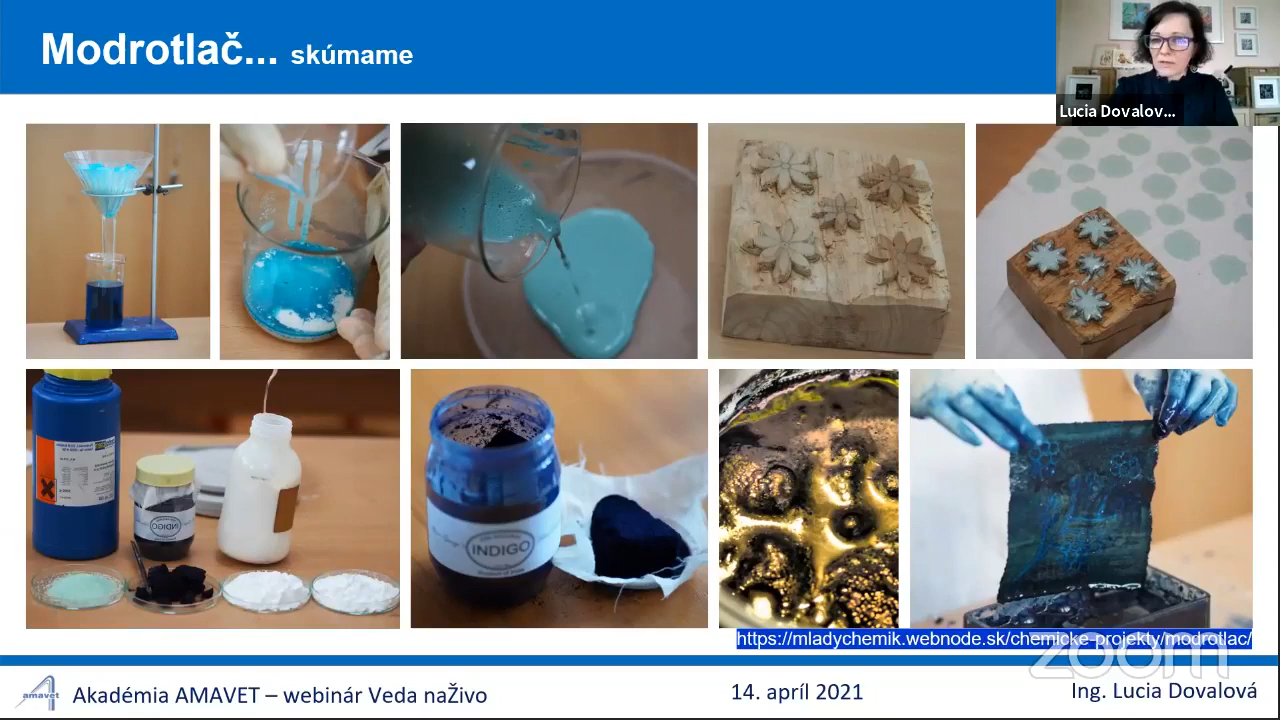 Modrotlač... skúmame
Lucia Dovalov...
INDIGO
INDIGO
https://mladychemik.webnode.sk/chemicke-projekty/modrotlac/
zoom
amavet
Akadémia AMAVET – webinár Veda naŽivo
14. apríl 2021
Ing. Lucia Dovalová